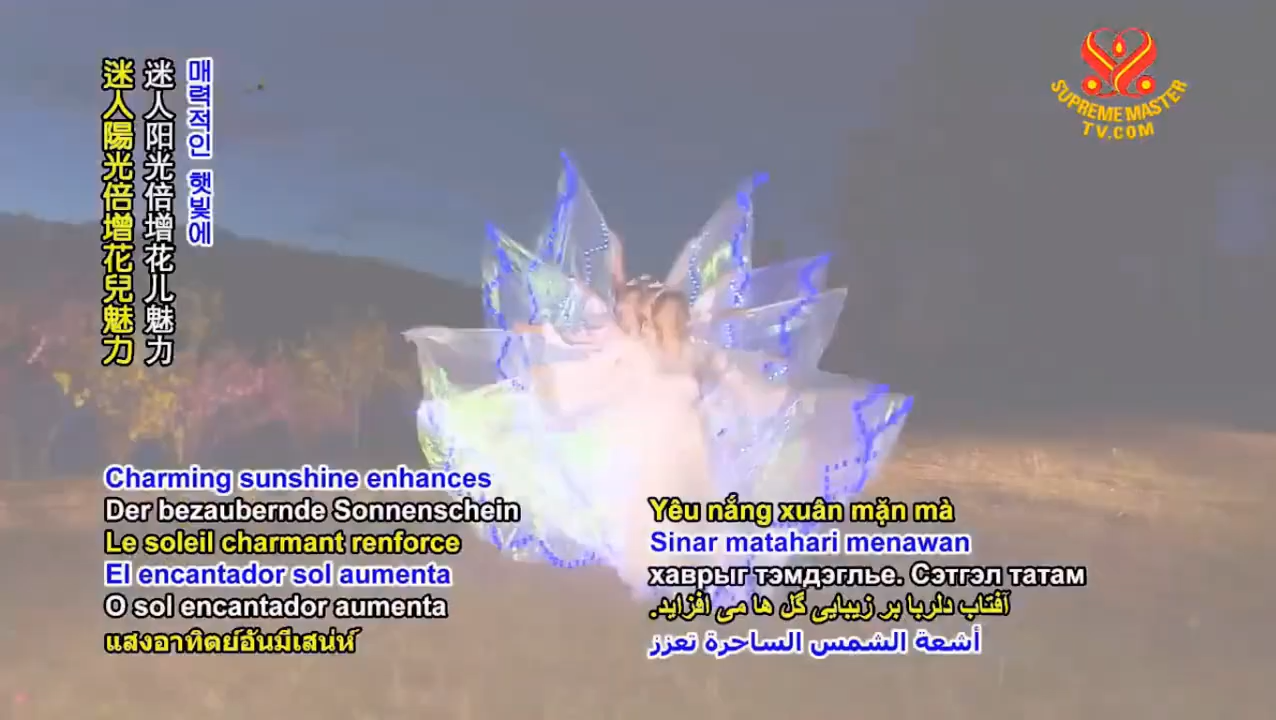 迷人陽光倍增花兒魅力
迷人阳光倍增花儿魅力
매력적인 햇빛에
SUPREME MASTER
TV.COM
Charming sunshine enhances
Der bezaubernde Sonnenschein
Le soleil charmant renforce
El encantador sol aumenta
O sol encantador aumenta
แสงอาทิตย์อันมีเสน่ห์
Yêu nắng xuân mặn mà
Sinar matahari menawan
хаврыг тэмдэглье. Сэтгэл татам
آفتاب دلربا بر زیبایی گل ها می افزاید.
أشعة الشمس الساحرة تعزز